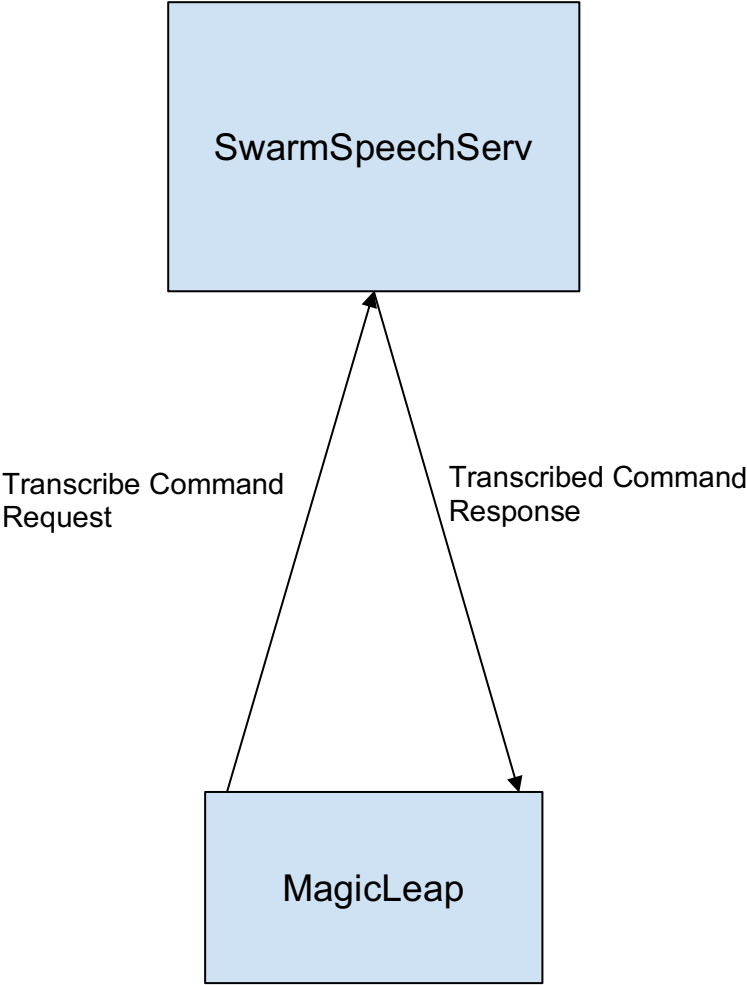 SwarmSpeechServ
Transcribe Command
Request
Transcribed Command
Response
MagicLeap